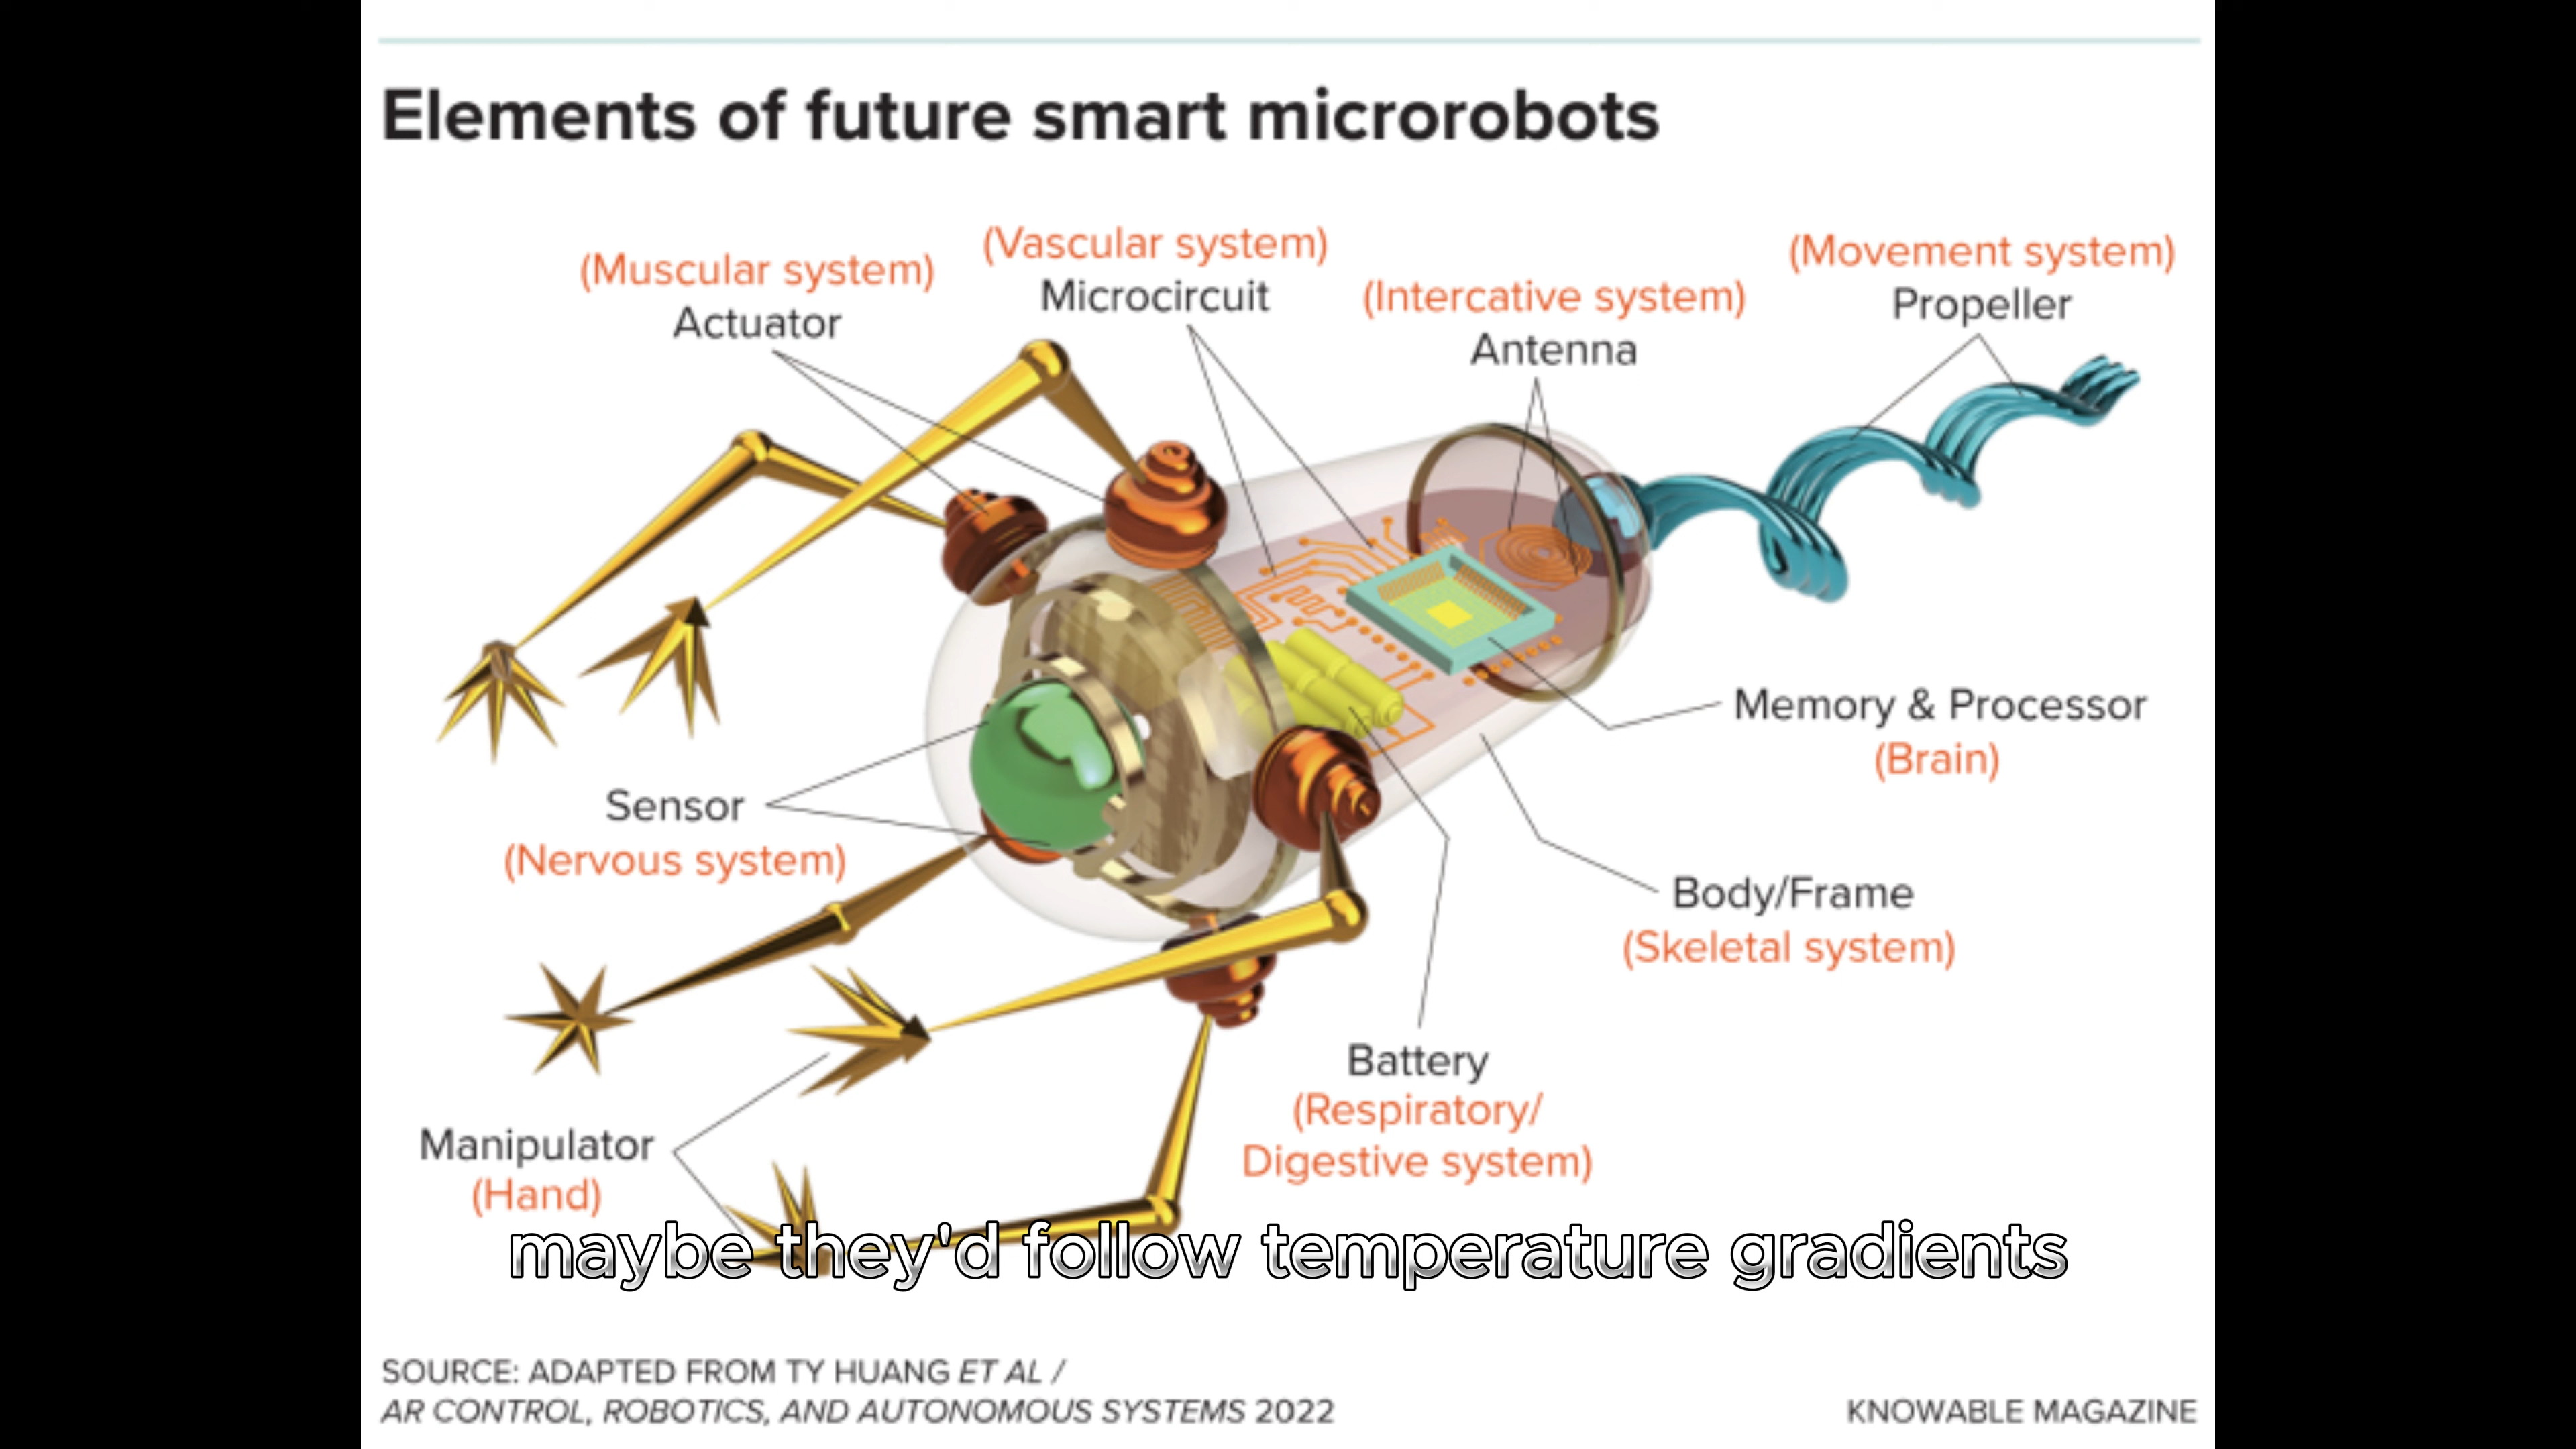 Elements of future smart microrobots
(Muscular system)
Actuator
(Vascular system)
Microcircuit
(Intercative system)
Antenna
(Movement system)
Propeller
Sensor
(Nervous system)
Memory & Processor
(Brain)
Body/Frame
(Skeletal system)
Battery
(Respiratory/
Digestive system)
Manipulator
(Hand)
maybe they'd follow temperature gradients
SOURCE: ADAPTED FROM TY HUANG ET AL /
AR CONTROL, ROBOTICS, AND AUTONOMOUS SYSTEMS 2022
KNOWABLE MAGAZINE